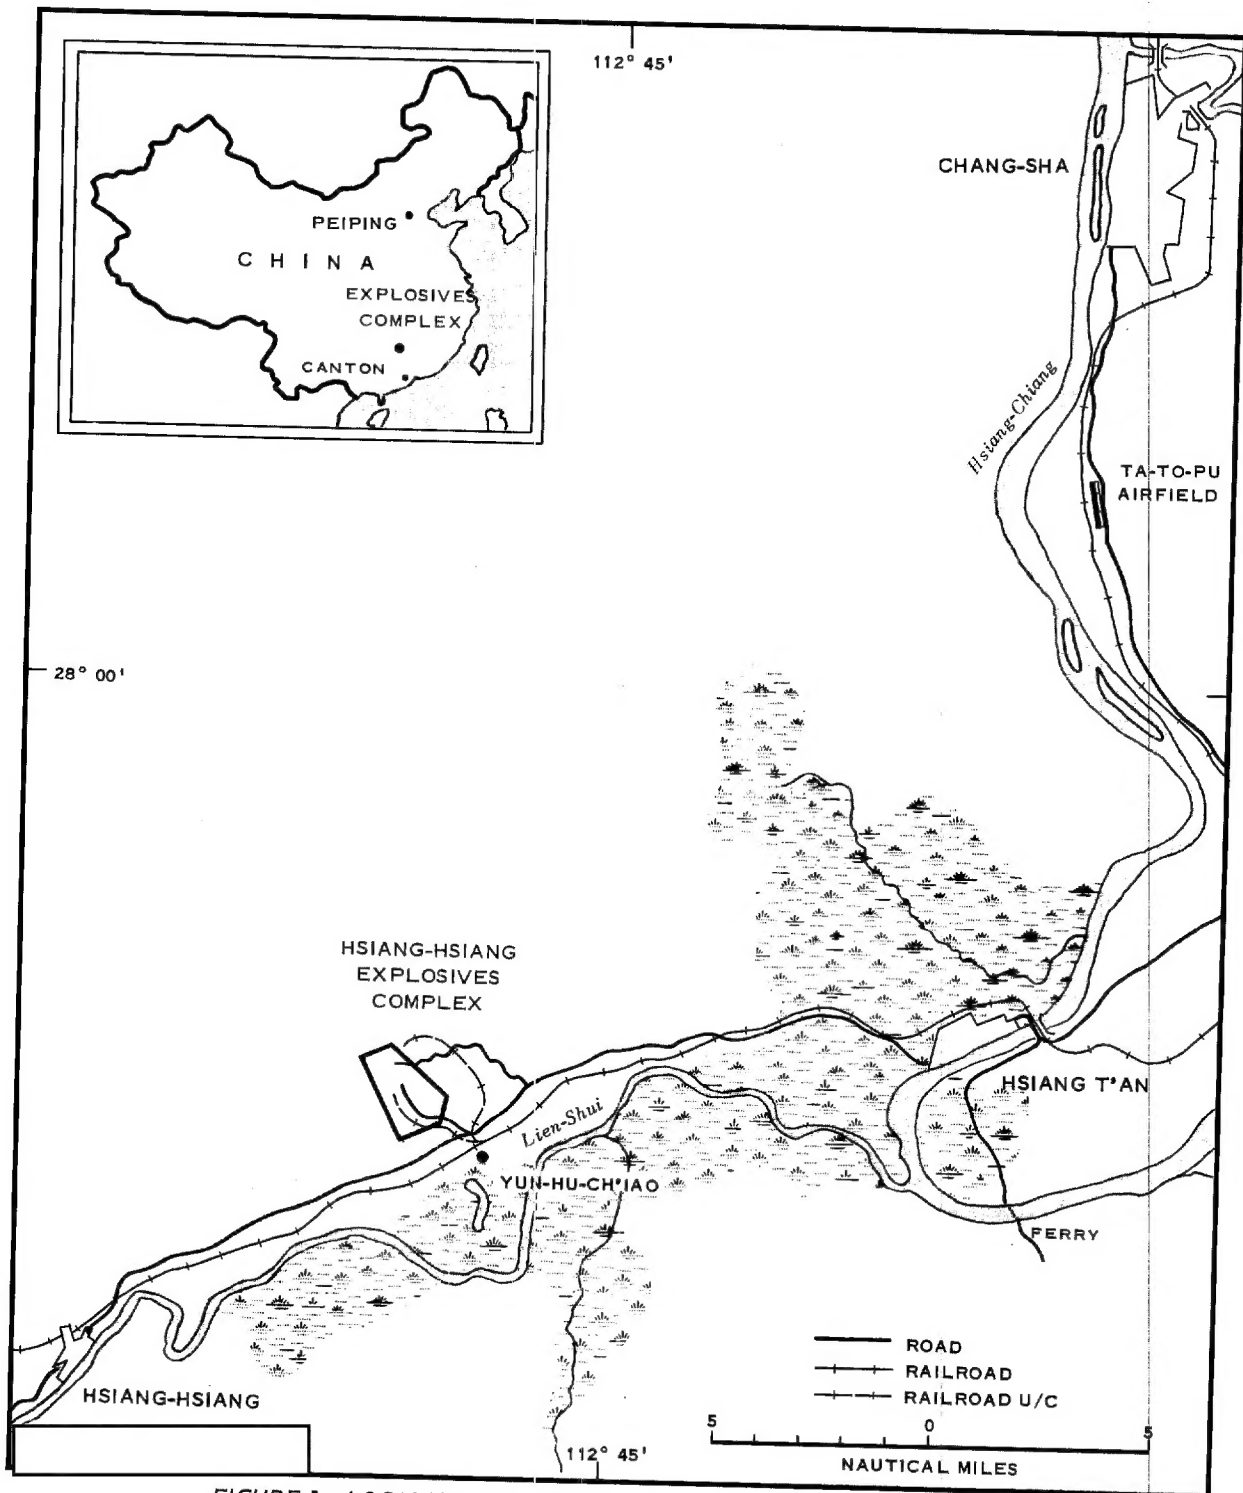 112° 45'
CHANG-SHA
PEIPING
CHINA
EXPLOSIVES
COMPLEX
CANTON
Hsiang-Chiang
TA-TO-PU
AIRFIELD
28° 00'
HSIANG-HSIANG
EXPLOSIVES
COMPLEX
HSIANG T'AN
Lien-Shui
YUN-HU-CH'IAO
FERRY
ROAD
RAILROAD
RAILROAD U/C
HSIANG-HSIANG
5 0 5
112° 45'
NAUTICAL MILES